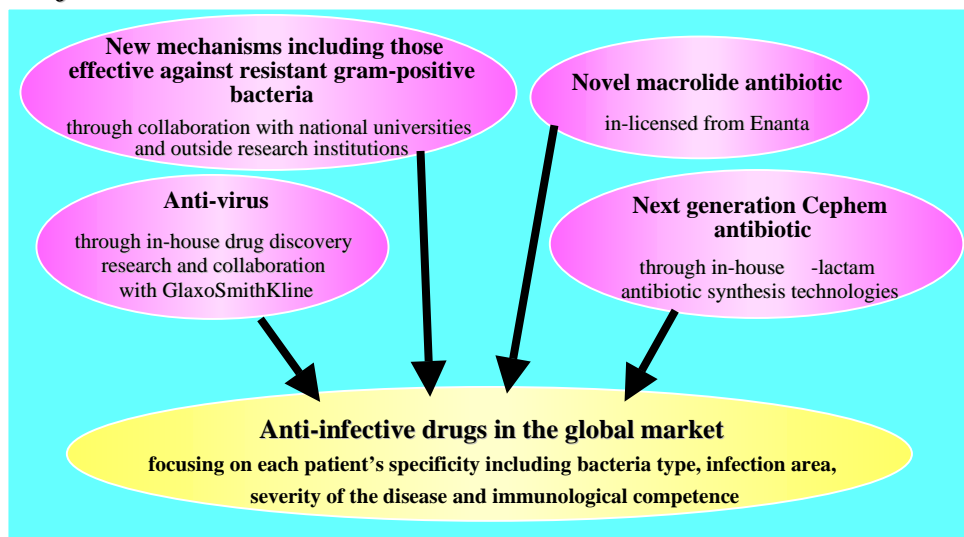 New mechanisms including those
effective against resistant gram-positive
bacteria
through collaboration with national universities
and outside research institutions
Novel macrolide antibiotic
in-licensed from Enanta
Anti-virus
through in-house drug discovery
research and collaboration
with GlaxoSmithKline
Next generation Cephem
antibiotic
through in-house -lactam
antibiotic synthesis technologies
Anti-infective drugs in the global market
focusing on each patient's specificity including bacteria type, infection area,
severity of the disease and immunological competence